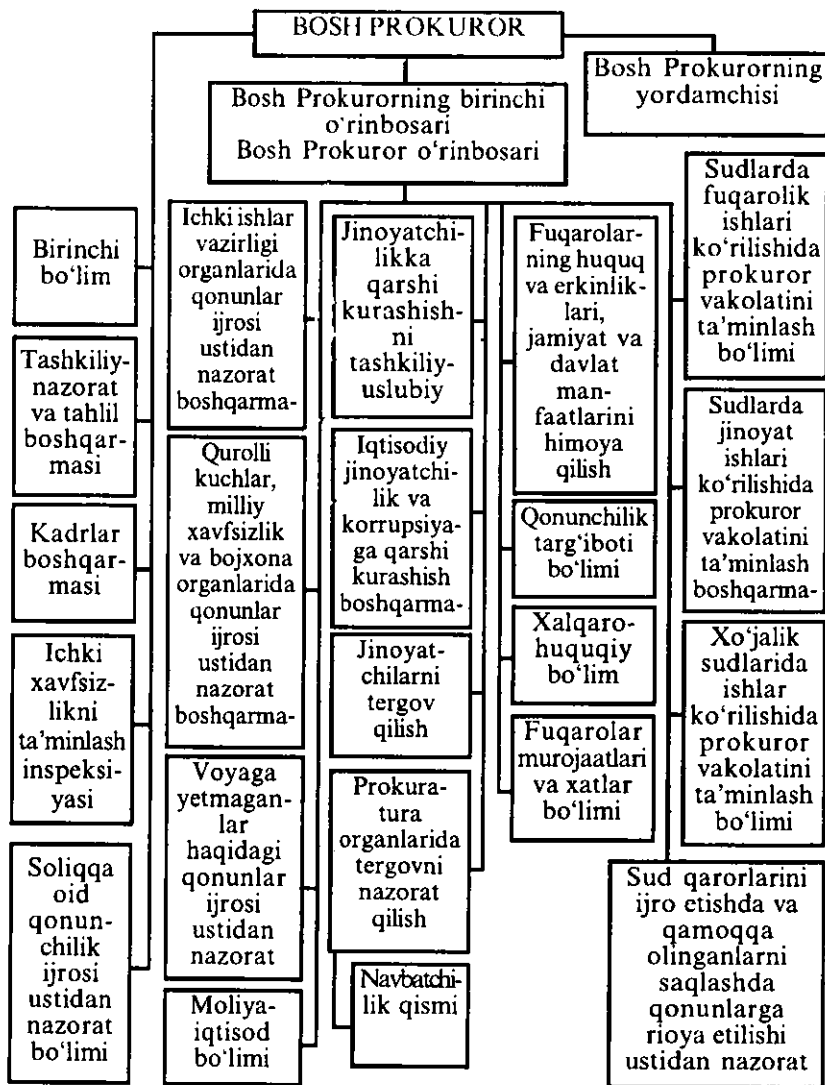 BOSH PROKUROR
Bosh Prokurorning
yordamchisi
Bosh Prokurorning birinchi
o‘rinbosari
Bosh Prokuror o‘rinbosari
Birinchi
bo‘lim
Tashkiliy-
nazorat
va tahlil
boshqar-
masi
Kadrlar
boshqar-
masi
Ichki
xavfsiz-
likni
ta’minlash
inspeksi-
yasi
Soliqqa
oid
qonun-
chilik
ijrosi
ustidan
nazorat
bo‘limi
Ichki ishlar
vazirligi
organlarida
qonunlar
ijrosi
ustidan
nazorat
boshqarma-
Qurolli
kuchlar,
milliy
xavfsizlik
va bojxona
organlarida
qonunlar
ijrosi
ustidan
nazorat
boshqarma-
Voyaga
yetmagan-
lar
haqidagi
qonunlar
ijrosi
ustidan
nazorat
Moliya-
iqtisod
bo‘limi
Jinoyatchi-
likka
qarshi
kurashish-
ni
tashkiliy-
uslubiy
Iqtisodiy
jinoyatchi-
lik va
korrupsiya-
ga qarshi
kurashish
boshqarma-
Jinoyat-
chilarni
tergov
qilish
Prokura-
tura
organlarida
tergovni
nazorat
qilish
Navbatchi-
lik qismi
Fuqarolar-
ning huquq
va erkinlik-
lari,
jamiyat va
davlat
man-
faatlarini
himoya
qilish
Qonunchilik
targ‘iboti
bo‘limi
Xalqaro-
huquqiy
bo‘lim
Fuqarolar
murojaatlari
va xatlar
bo‘limi
Sudlarda
fuqarolik
ishlari
ko‘rilishida
prokuror
vakolatini
ta’minlash
bo‘limi
Sudlarda
jinoyat
ishlari
ko‘rilishida
prokuror
vakolatini
ta’minlash
boshqarma-
Xo‘jalik
sudlarida
ishlar
ko‘rilishida
prokuror
vakolatini
ta’minlash
bo‘limi
Sud qarorlarini
ijro etishda va
qamoqqa
olinganlarni
saqlashda
qonunlarga
rioya etilishi
ustidan nazorat